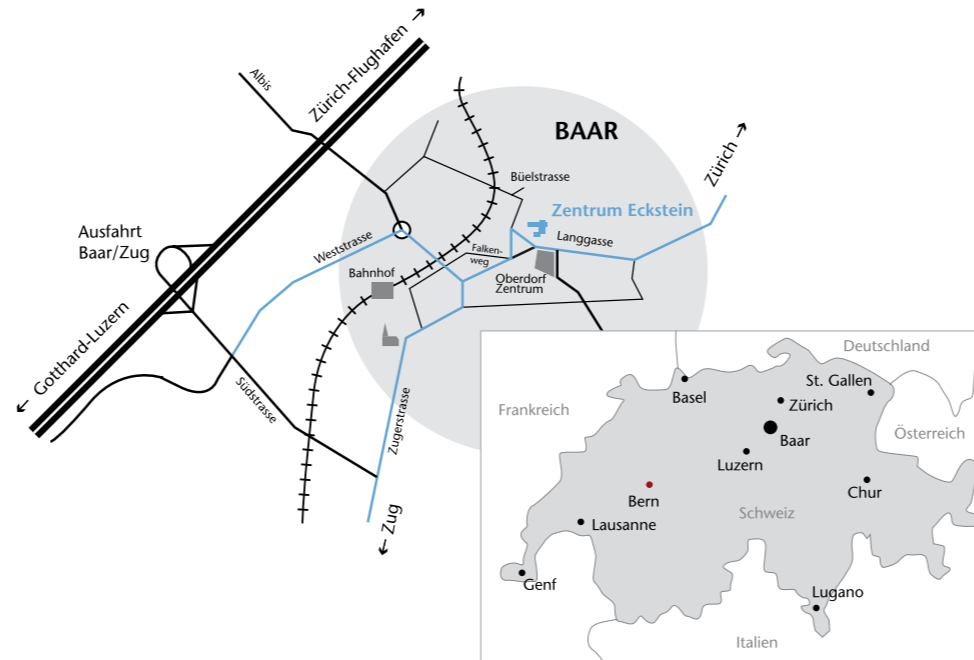 Zürich-Flughafen →
Albis
BAAR
Büelstrasse
Zürich →
Zentrum Eckstein
Ausfahrt
Baar/Zug
Weststrasse
Langgasse
Falken-
weg
Bahnhof
Oberdorf
Zentrum
← Gotthard-Luzern
Südstrasse
Zugerstrasse
← Zug
Deutschland
St. Gallen
Basel
Zürich
Frankreich
Österreich
Baar
Luzern
Chur
Bern
Schweiz
Lausanne
Genf
Lugano
Italien